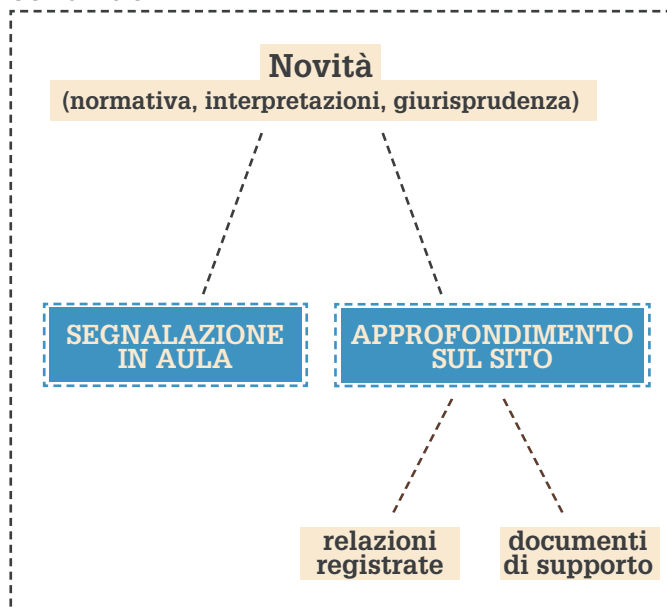 Novità
(normativa, interpretazioni, giurisprudenza)
SEGNALAZIONE
IN AULA
APPROFONDIMENTO
SUL SITO
relazioni
registrate
documenti
di supporto